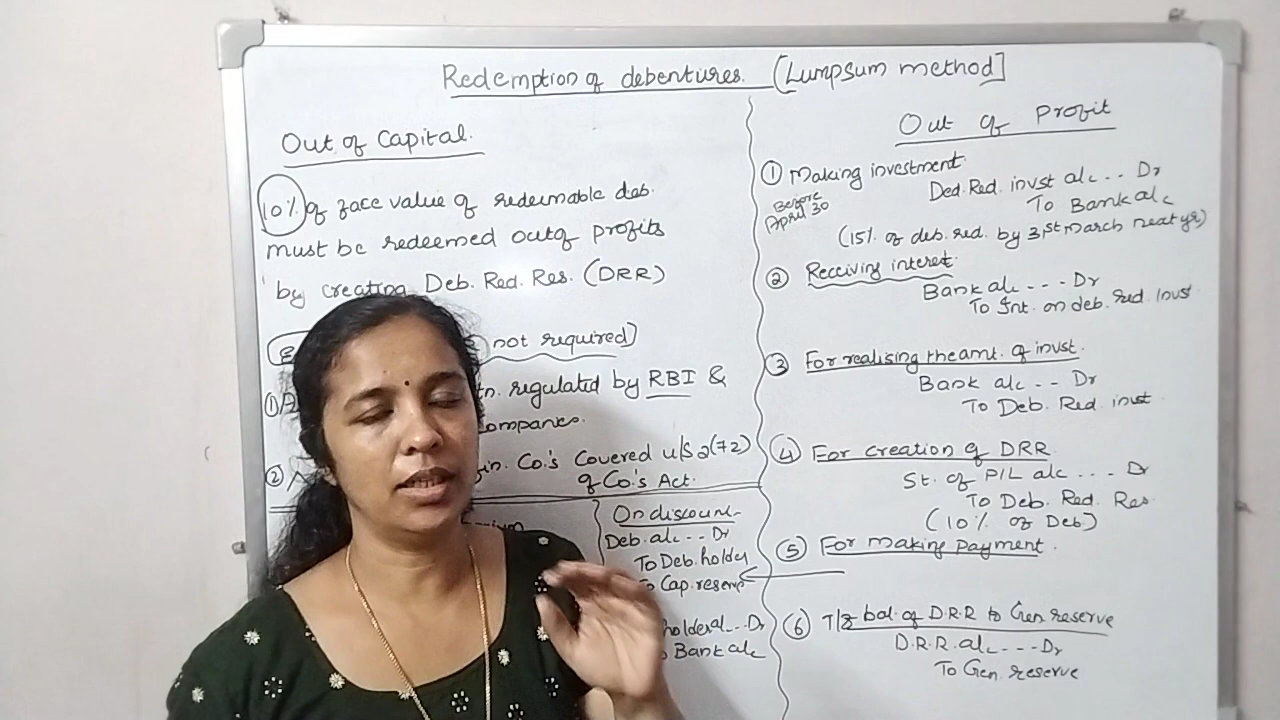 Redemption of debentures. (Lumpsum method]
Out of Capital.
10% of face value of redeemable deb.
must be redeemed out of profits
by creating Deb. Red. Res. (DRR)
not required)
regulated by RBI &
ompanies.
Co.'s Covered u/s 2(72)
of Co.'s Act.
On discount
Deb. a/c -- Dr
To Deb. holder
To Cap. reserve
holder a/c -- Dr
Bank a/c
Out of Profit
① Making investment
Before
April 30
Ded. Red. invst a/c .. Dr
To Bank a/c
(15% of deb. red. by 31st March next yr)
② Receiving interest
Bank a/c --- Dr
To Int. on deb. red. invst
③ For realising the amt. of invst.
Bank a/c -- Dr
To Deb. Red. invst
④ For creation of DRR
St. of P/L a/c ... Dr
To Deb. Red. Res.
(10% of Deb)
⑤ For making payment.
⑥ T/f bal. of D.R.R to Gen. reserve
D.R.R. a/c --- Dr
To Gen. reserve